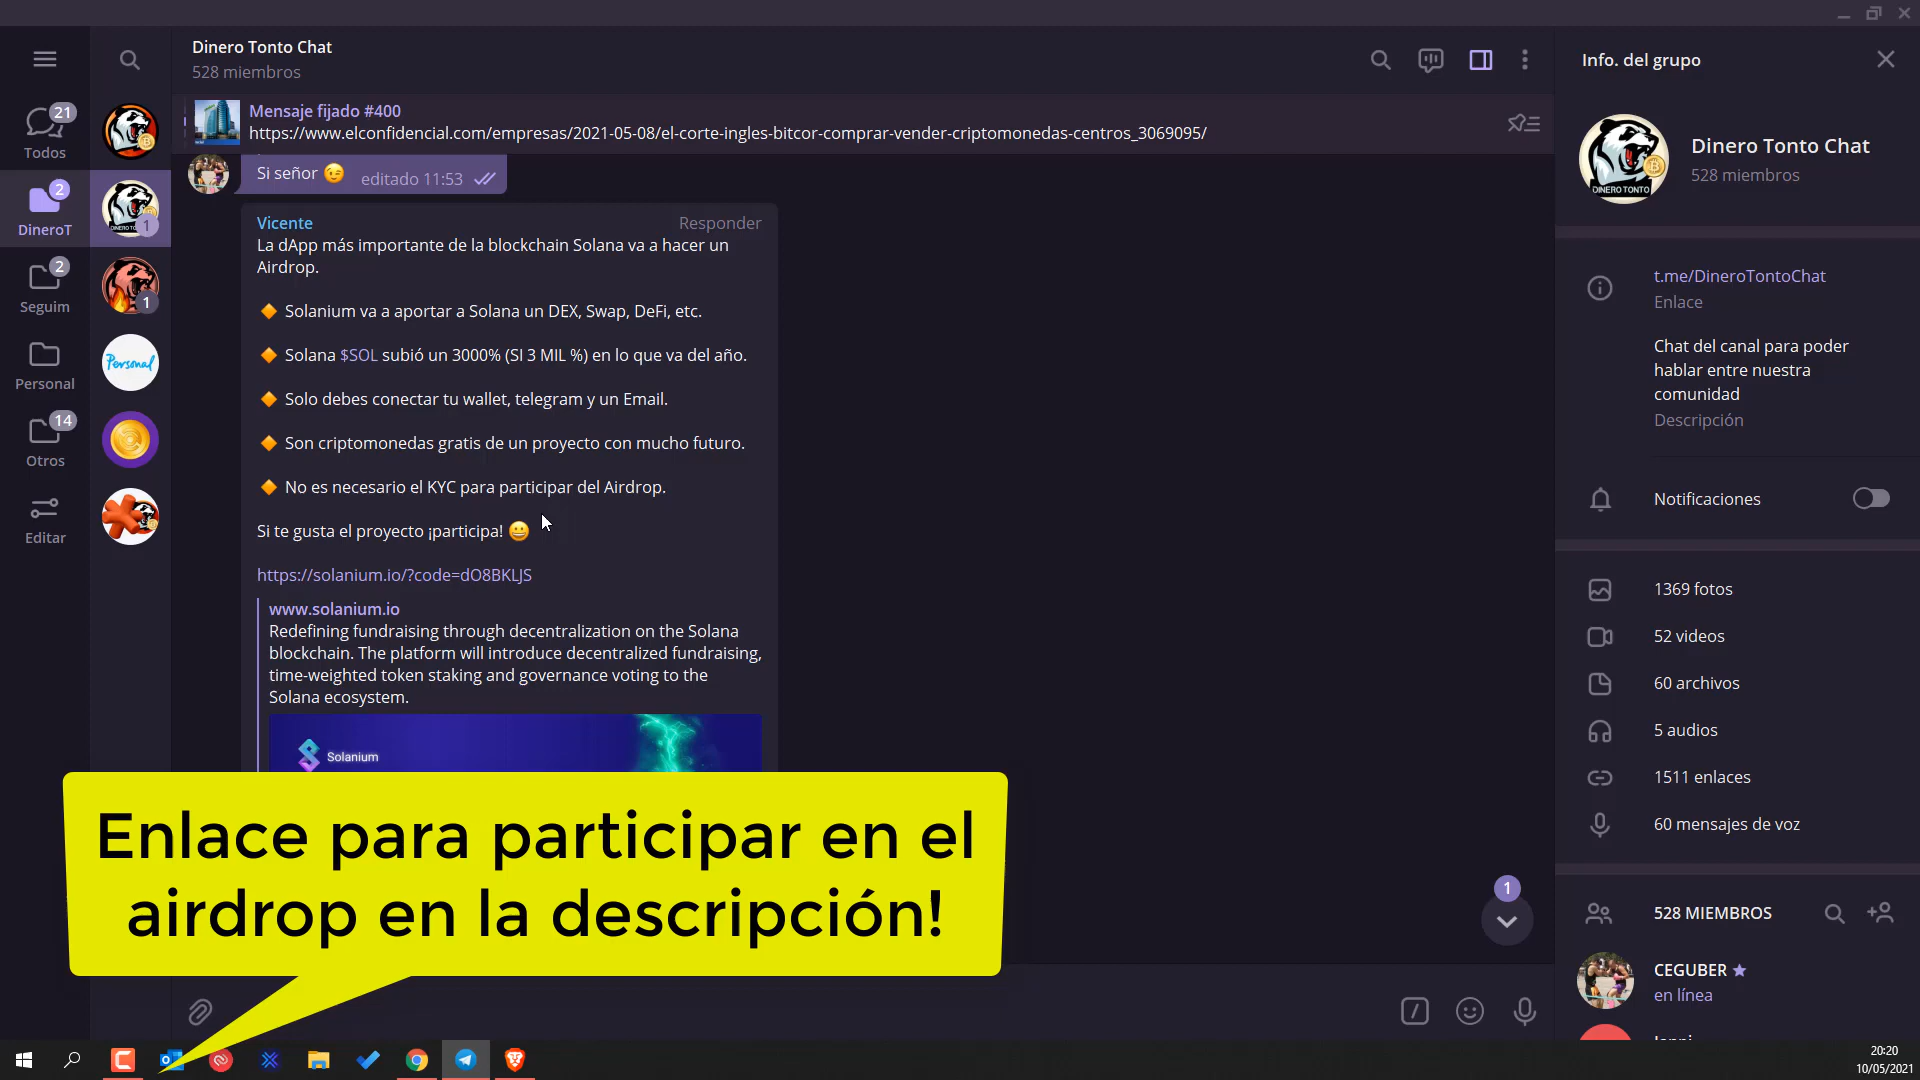 Dinero Tonto Chat
528 miembros
Mensaje fijado #400
https://www.elconfidencial.com/empresas/2021-05-08/el-corte-ingles-bitcor-comprar-vender-criptomonedas-centros_3069095/
21
Todos
2
DineroT
2
Seguim
Personal
14
Otros
Editar
1
1
Personal
Si señor 😉 editado 11:53
Vicente Responder
La dApp más importante de la blockchain Solana va a hacer un
Airdrop.
🔶 Solanium va a aportar a Solana un DEX, Swap, DeFi, etc.
🔶 Solana $SOL subió un 3000% (SI 3 MIL %) en lo que va del año.
🔶 Solo debes conectar tu wallet, telegram y un Email.
🔶 Son criptomonedas gratis de un proyecto con mucho futuro.
🔶 No es necesario el KYC para participar del Airdrop.
Si te gusta el proyecto ¡participa! 😀
https://solanium.io/?code=dO8BKLJS
www.solanium.io
Redefining fundraising through decentralization on the Solana
blockchain. The platform will introduce decentralized fundraising,
time-weighted token staking and governance voting to the
Solana ecosystem.
Solanium
Enlace para participar en el
airdrop en la descripción!
1
Info. del grupo
DINERO TONTO
Dinero Tonto Chat
528 miembros
t.me/DineroTontoChat
Enlace
Chat del canal para poder
hablar entre nuestra
comunidad
Descripción
Notificaciones
1369 fotos
52 videos
60 archivos
5 audios
1511 enlaces
60 mensajes de voz
528 MIEMBROS
CEGUBER
en línea
20:20
10/05/2021